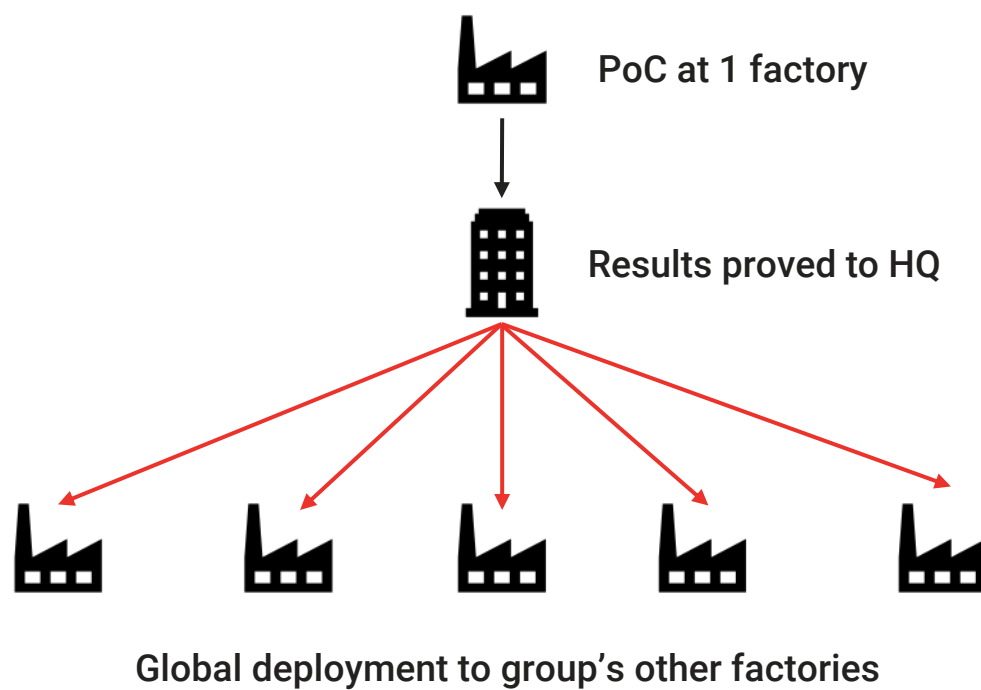 PoC at 1 factory
Results proved to HQ
Global deployment to group’s other factories